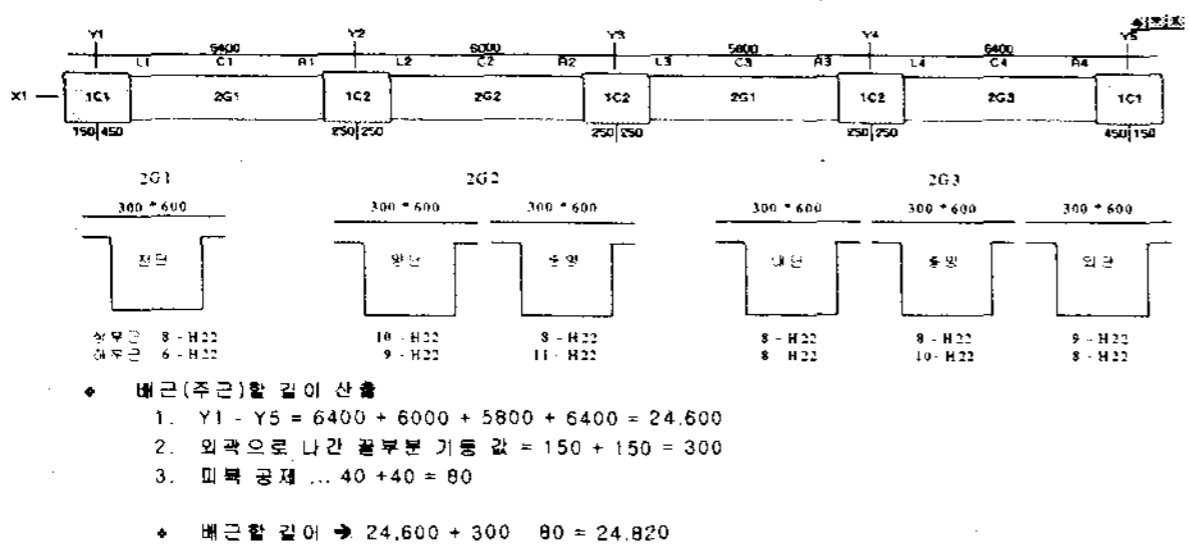 Y1 Y2 Y3 Y4 Y5
6400 6000 5800 6400
L1 C1 R1 L2 C2 R2 L3 C3 R3 L4 C4 R4
X1 1C1 2G1 1C2 2G2 1C2 2G1 1C2 2G3 1C1
150 450 250 250 250 250 250 250 450 150
2G1 2G2 2G3
300 * 600 300 * 600 300 * 600 300 * 600 300 * 600 300 * 600
전단 양단 중앙 내단 중앙 외단
상부근 8 - H22 10 - H22 8 - H22 8 - H22 8 - H22 9 - H22
하부근 6 - H22 9 - H22 11 - H22 8 H22 10 - H22 8 - H22
배근(주근)할 길이 산출
1. Y1 - Y5 = 6400 + 6000 + 5800 + 6400 = 24.600
2. 외곽으로 나간 끝부분 기둥 값 = 150 + 150 = 300
3. 피복 공제 ... 40 +40 = 80
배근할 길이 → 24,600 + 300 80 = 24.820